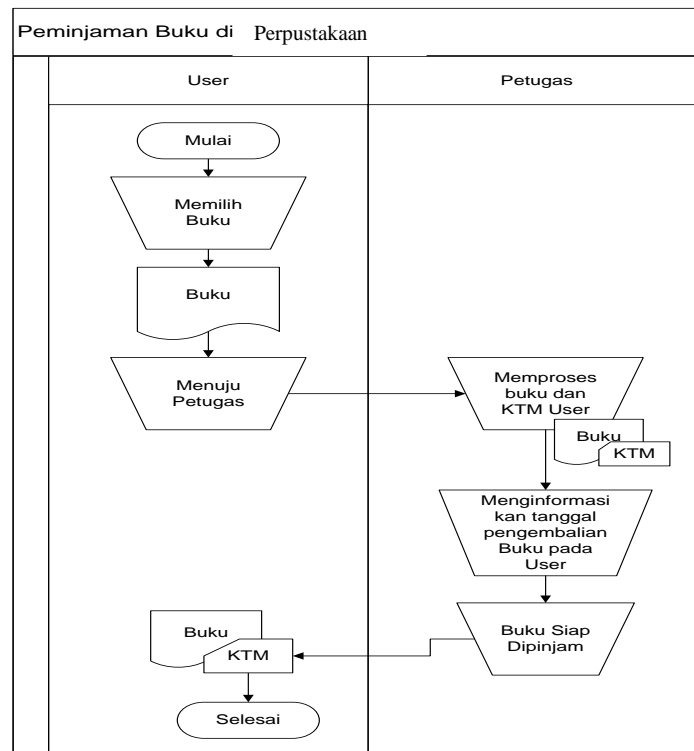 Peminjaman Buku di Perpustakaan
User
Petugas
Mulai
Memilih
Buku
Buku
Menuju
Petugas
Memproses
buku dan
KTM User
Buku
KTM
Menginformasi
kan tanggal
pengembalian
Buku pada
User
Buku Siap
Dipinjam
Buku
KTM
Selesai